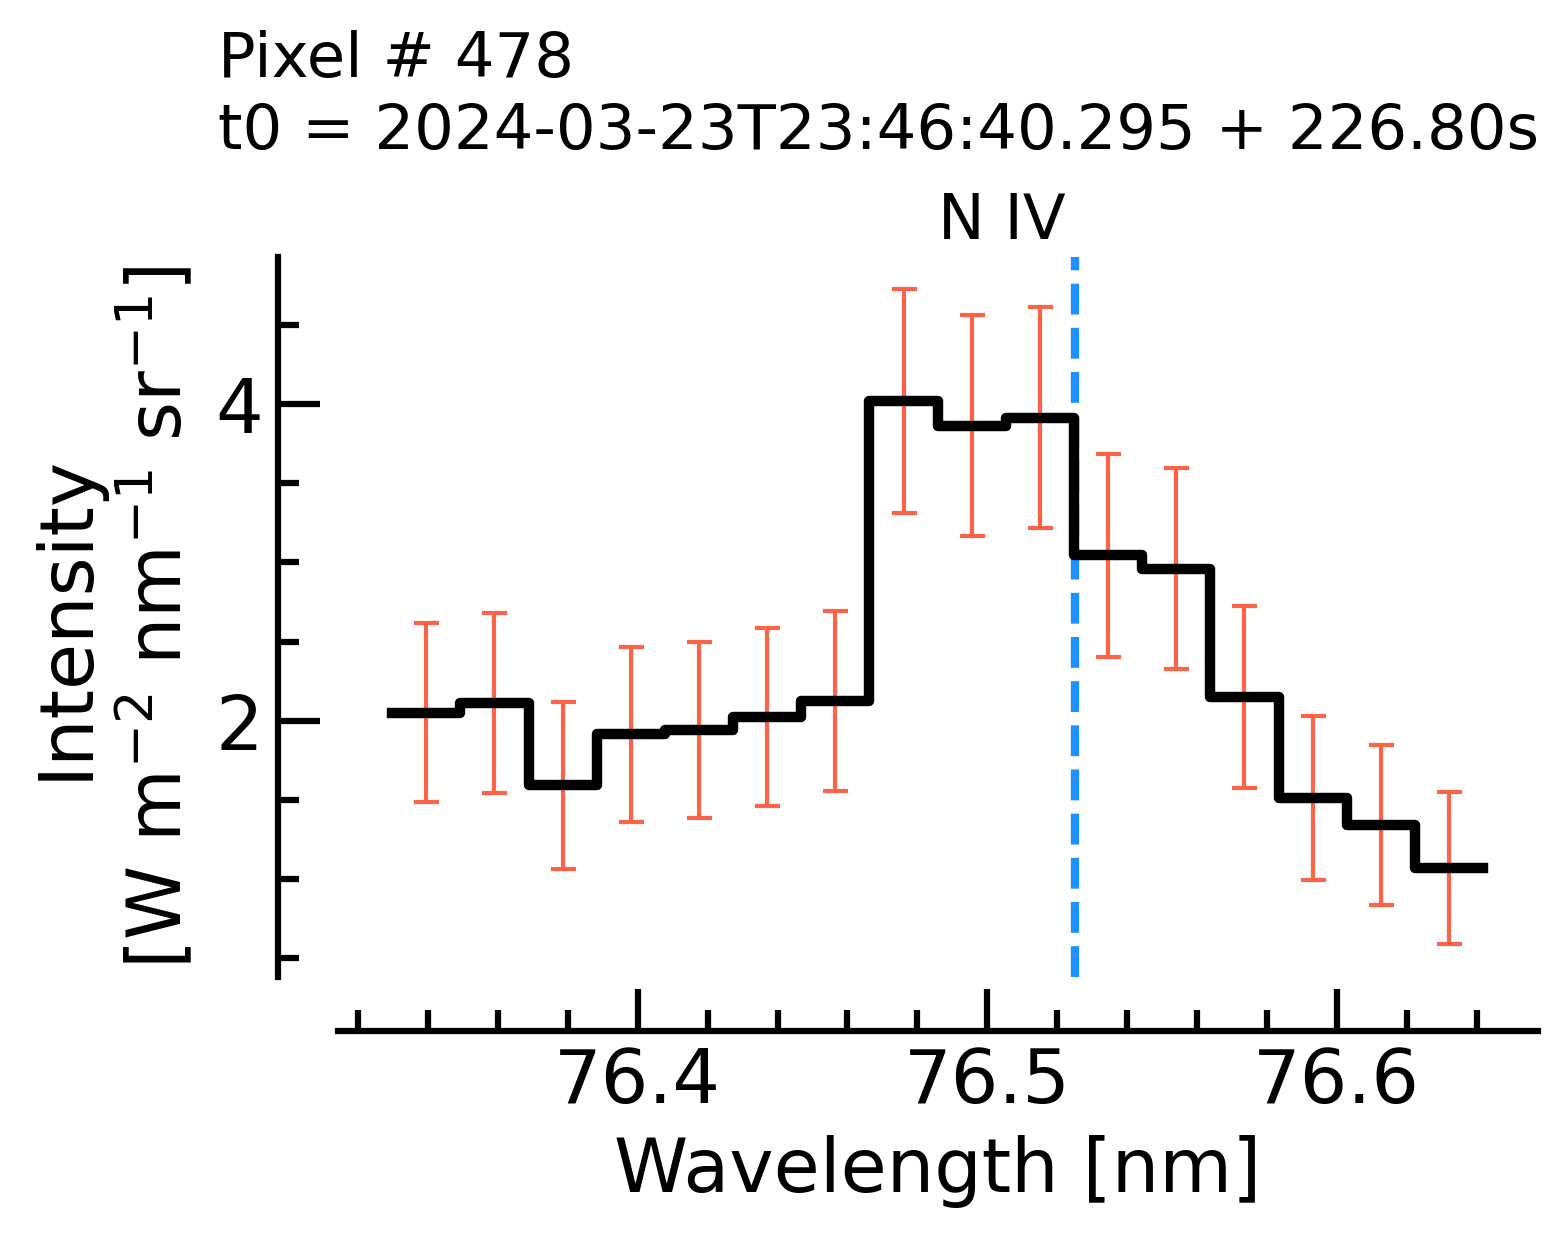 Pixel # 478
t0 = 2024-03-23T23:46:40.295 + 226.80s
N IV
Intensity
[W m⁻² nm⁻¹ sr⁻¹]
4
2
76.4 76.5 76.6
Wavelength [nm]